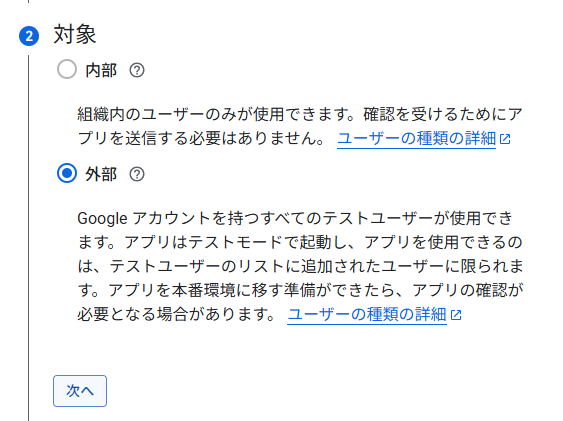 2 対象
内部
組織内のユーザーのみが使用できます。確認を受けるためにア
プリを送信する必要はありません。 ユーザーの種類の詳細
外部
Google アカウントを持つすべてのテストユーザーが使用でき
ます。アプリはテストモードで起動し、アプリを使用できるの
は、テストユーザーのリストに追加されたユーザーに限られま
す。アプリを本番環境に移す準備ができたら、アプリの確認が
必要となる場合があります。 ユーザーの種類の詳細
次へ